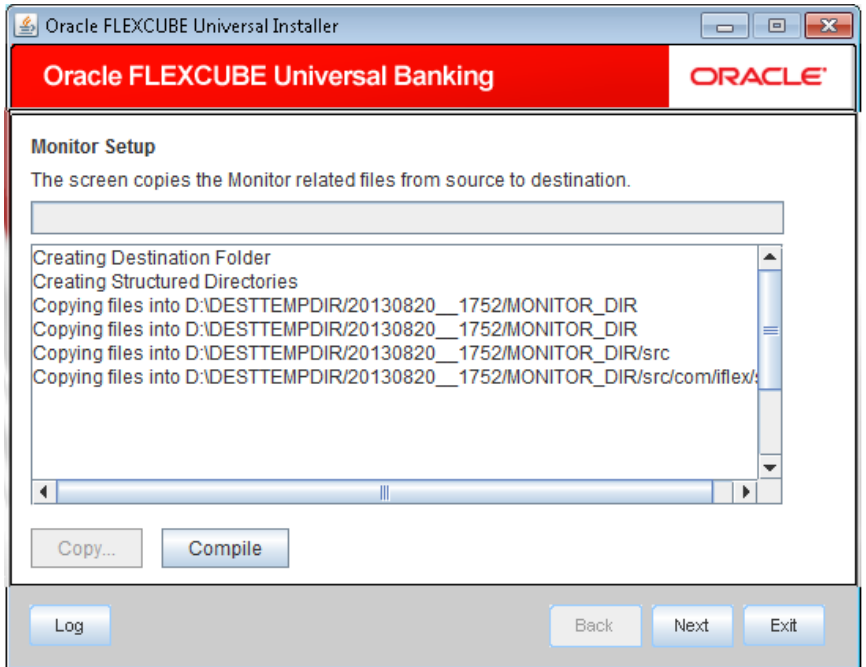 Oracle FLEXCUBE Universal Installer
Oracle FLEXCUBE Universal Banking
ORACLE
Monitor Setup
The screen copies the Monitor related files from source to destination.
Creating Destination Folder
Creating Structured Directories
Copying files into D:\DESTTEMPDIR/20130820__1752/MONITOR_DIR
Copying files into D:\DESTTEMPDIR/20130820__1752/MONITOR_DIR
Copying files into D:\DESTTEMPDIR/20130820__1752/MONITOR_DIR/src
Copying files into D:\DESTTEMPDIR/20130820__1752/MONITOR_DIR/src/com/iflex/
Copy... Compile
Log Back Next Exit